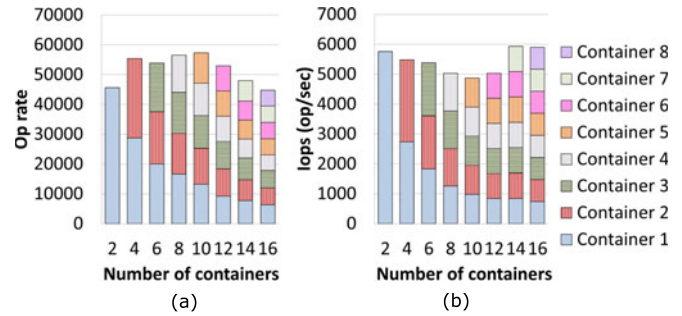 70000
60000
50000
40000
30000
20000
10000
0
Op rate
2 4 6 8 10 12 14 16
Number of containers
(a)
7000
6000
5000
4000
3000
2000
1000
0
Iops (op/sec)
2 4 6 8 10 12 14 16
Number of containers
(b)
Container 8
Container 7
Container 6
Container 5
Container 4
Container 3
Container 2
Container 1